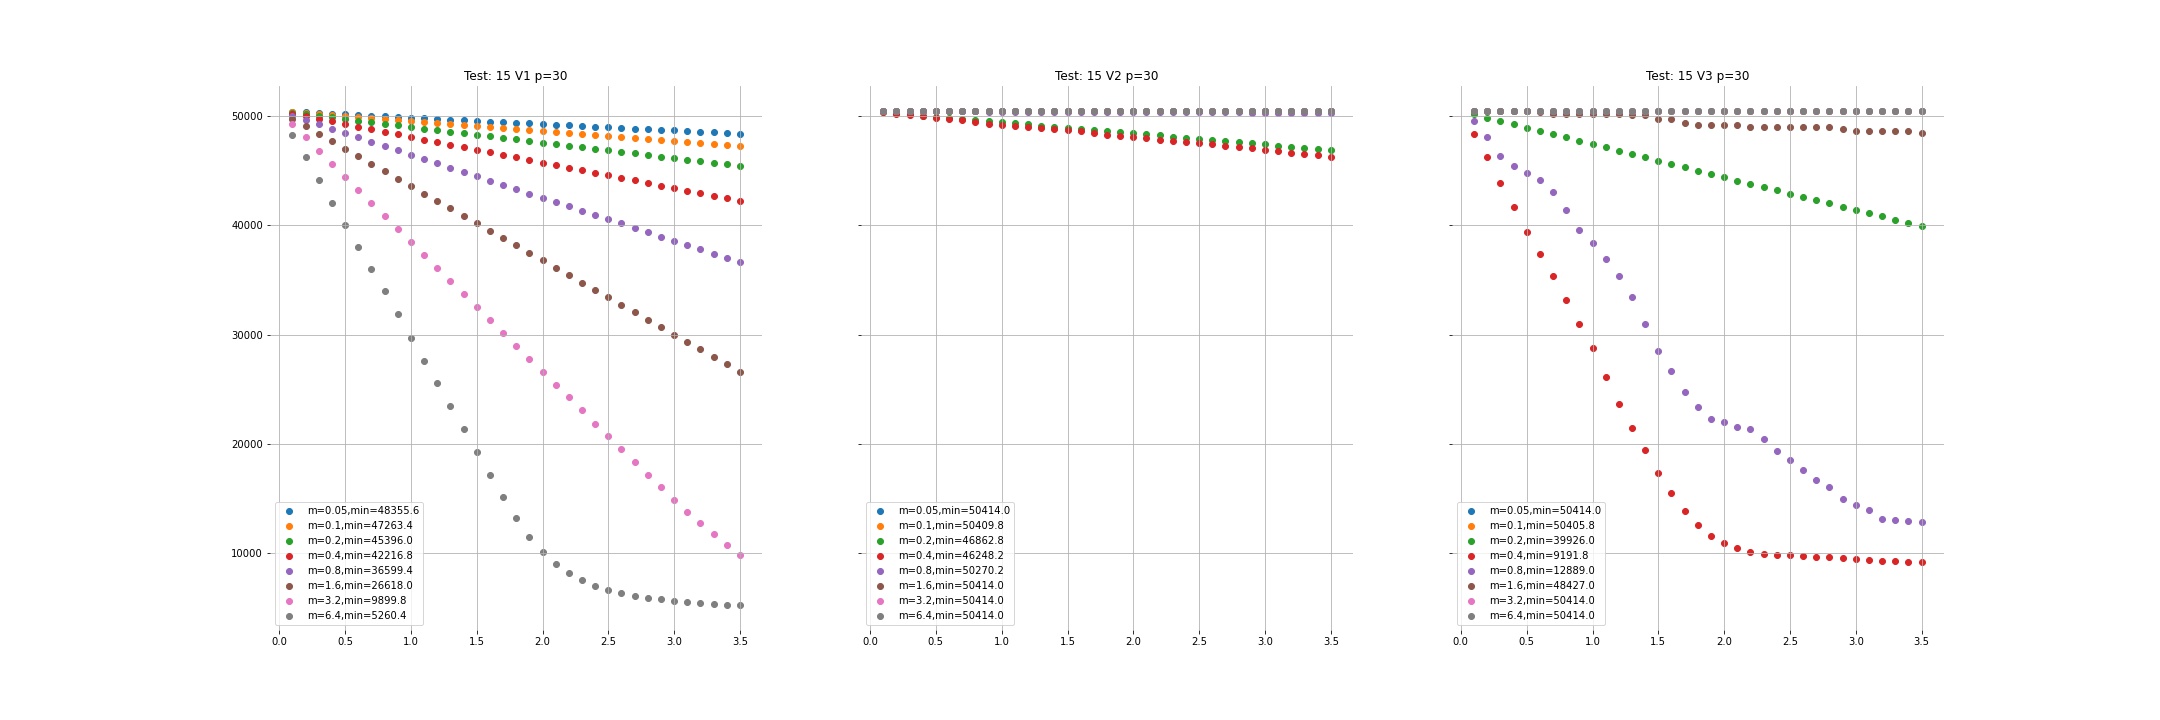 Test: 15 V1 p=30
50000
40000
30000
20000
10000
m=0.05,min=48355.6
m=0.1,min=47263.4
m=0.2,min=45396.0
m=0.4,min=42216.8
m=0.8,min=36599.4
m=1.6,min=26618.0
m=3.2,min=9899.8
m=6.4,min=5260.4
0.0 0.5 1.0 1.5 2.0 2.5 3.0 3.5
Test: 15 V2 p=30
m=0.05,min=50414.0
m=0.1,min=50409.8
m=0.2,min=46862.8
m=0.4,min=46248.2
m=0.8,min=50270.2
m=1.6,min=50414.0
m=3.2,min=50414.0
m=6.4,min=50414.0
0.0 0.5 1.0 1.5 2.0 2.5 3.0 3.5
Test: 15 V3 p=30
m=0.05,min=50414.0
m=0.1,min=50405.8
m=0.2,min=39926.0
m=0.4,min=9191.8
m=0.8,min=12889.0
m=1.6,min=48427.0
m=3.2,min=50414.0
m=6.4,min=50414.0
0.0 0.5 1.0 1.5 2.0 2.5 3.0 3.5